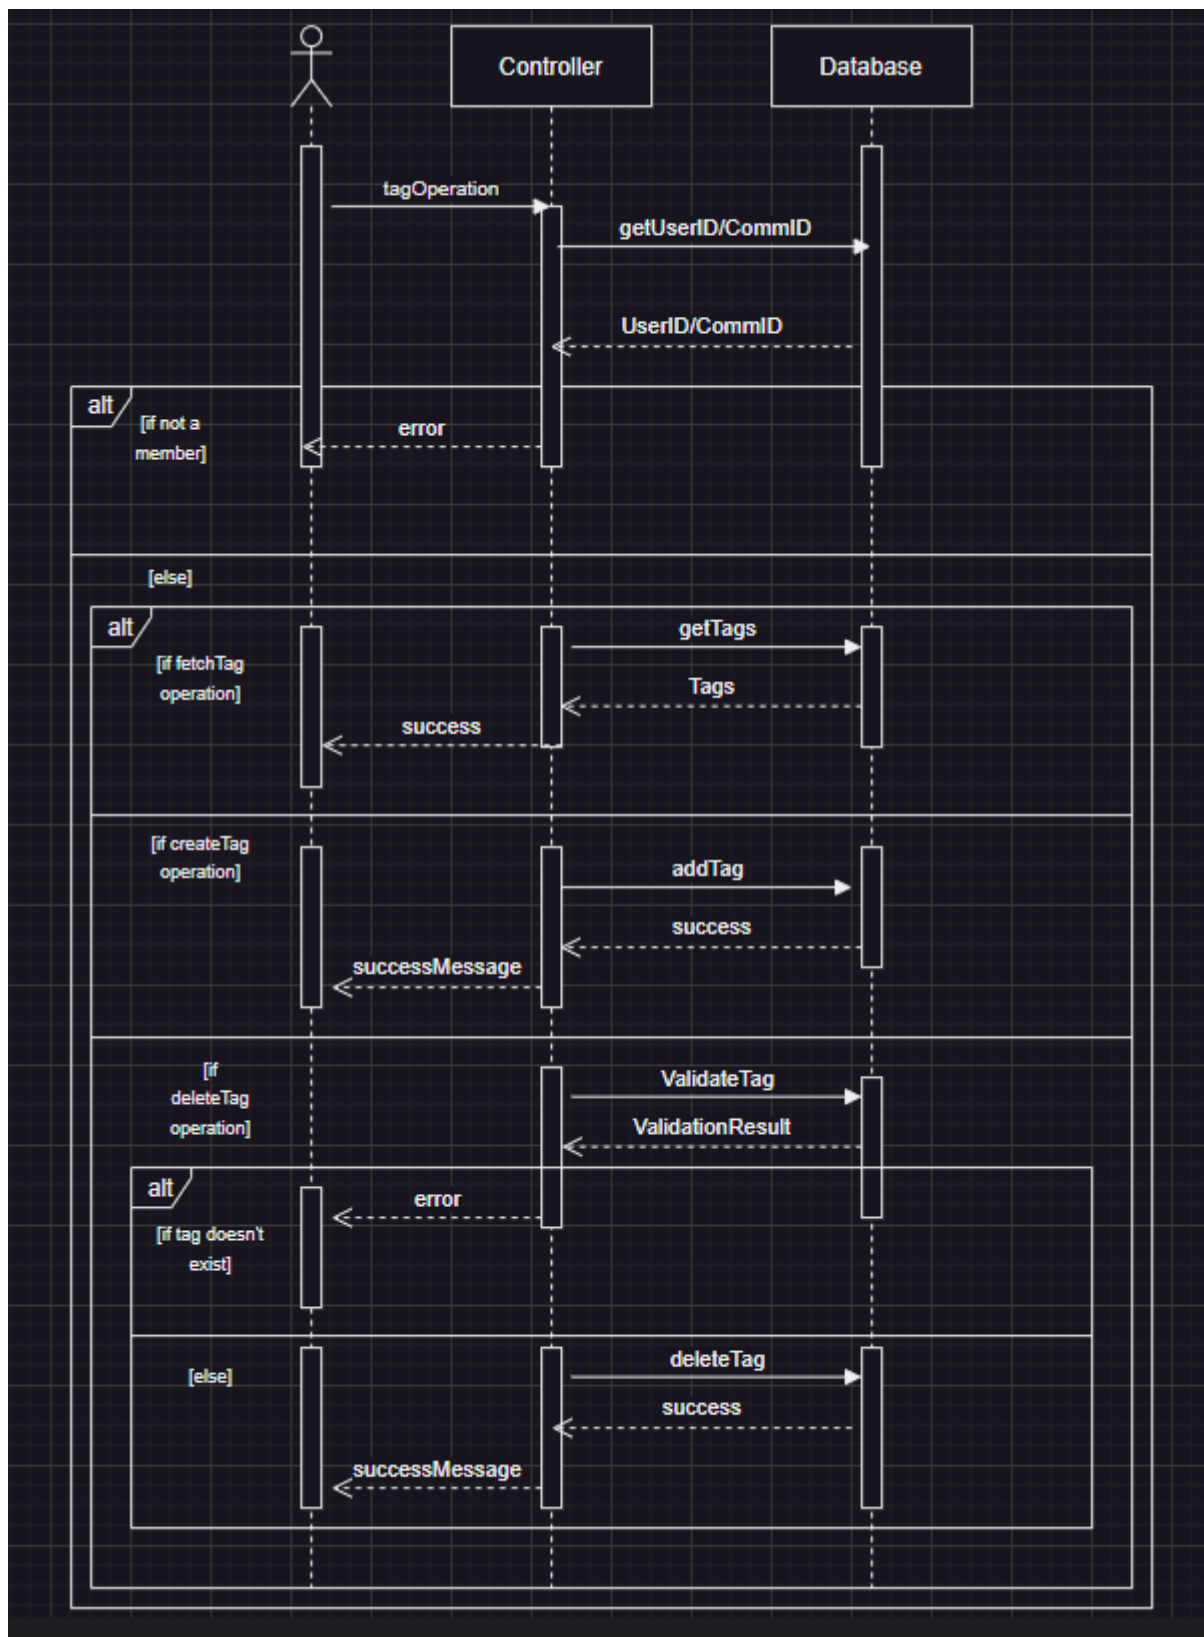 Controller
Database
tagOperation
getUserID/CommID
UserID/CommID
alt
[if not a
member]
error
[else]
alt
getTags
[if fetchTag
operation]
Tags
success
[if createTag
operation]
addTag
success
successMessage
[if
deleteTag
operation]
ValidateTag
ValidationResult
alt
error
[if tag doesn't
exist]
deleteTag
[else]
success
successMessage